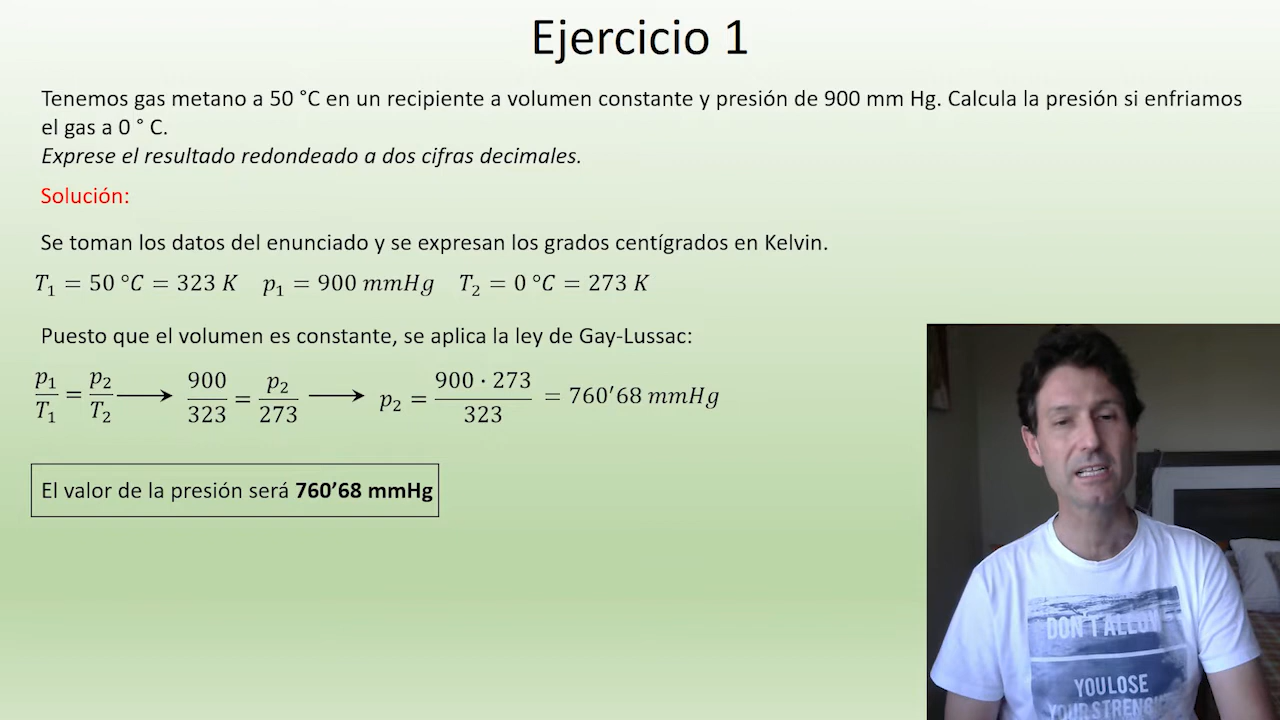 Ejercicio 1
Tenemos gas metano a 50 °C en un recipiente a volumen constante y presión de 900 mm Hg. Calcula la presión si enfriamos
el gas a 0 ° C.
Exprese el resultado redondeado a dos cifras decimales.
Solución:
Se toman los datos del enunciado y se expresan los grados centígrados en Kelvin.
T₁ = 50 °C = 323 K p₁ = 900 mmHg T₂ = 0 °C = 273 K
Puesto que el volumen es constante, se aplica la ley de Gay-Lussac:
p₁/T₁ = p₂/T₂ ⟶ 900/323 = p₂/273 ⟶ p₂ = 900 · 273/323 = 760′68 mmHg
El valor de la presión será 760’68 mmHg
DON'T ALLOW
YOU LOSE
YOUR STRENGTH